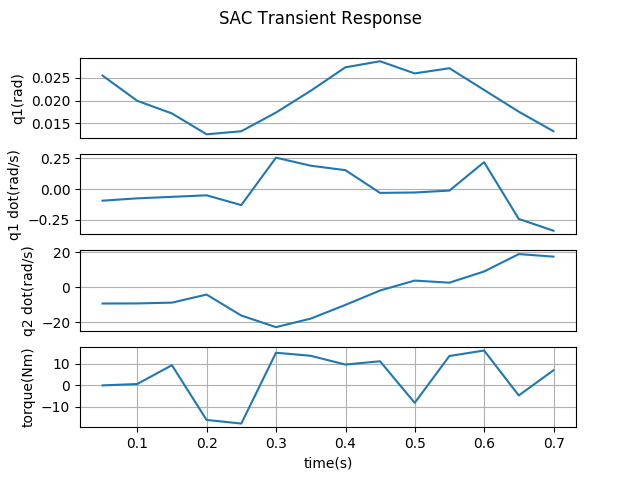 SAC Transient Response
q1(rad)
0.025
0.020
0.015
q1 dot(rad/s)
0.25
0.00
−0.25
q2 dot(rad/s)
20
0
−20
torque(Nm)
10
0
−10
0.1 0.2 0.3 0.4 0.5 0.6 0.7
time(s)